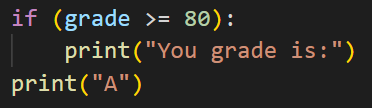 if (grade >= 80):
    print("You grade is:")
print("A")